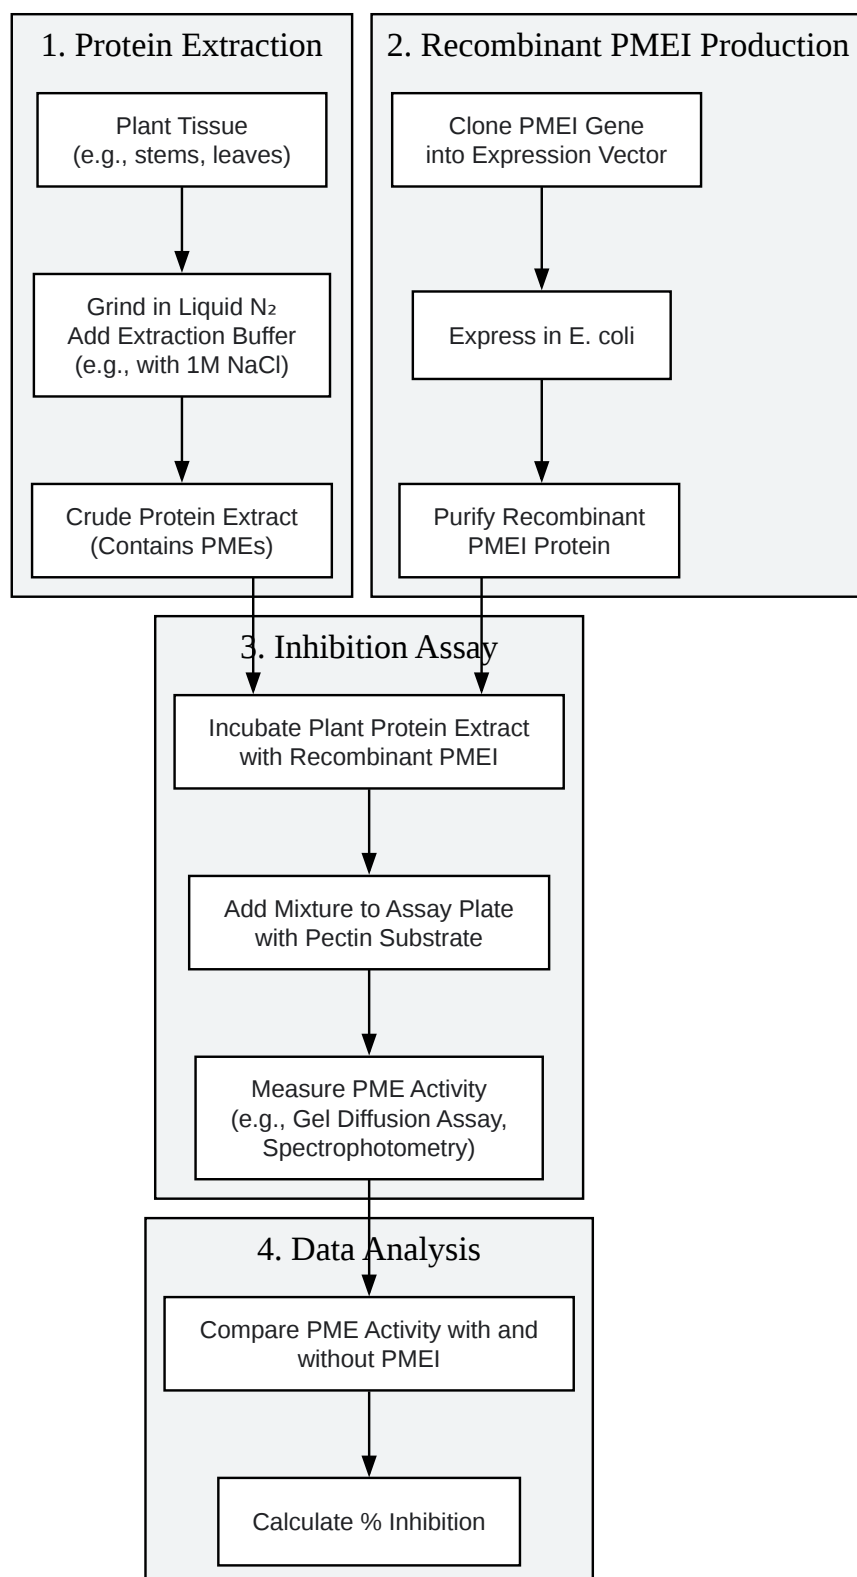 1. Protein Extraction
Plant Tissue
(e.g., stems, leaves)
Grind in Liquid N₂
Add Extraction Buffer
(e.g., with 1M NaCl)
Crude Protein Extract
(Contains PMEs)
2. Recombinant PMEI Production
Clone PMEI Gene
into Expression Vector
Express in E. coli
Purify Recombinant
PMEI Protein
3. Inhibition Assay
Incubate Plant Protein Extract
with Recombinant PMEI
Add Mixture to Assay Plate
with Pectin Substrate
Measure PME Activity
(e.g., Gel Diffusion Assay,
Spectrophotometry)
4. Data Analysis
Compare PME Activity with and
without PMEI
Calculate % Inhibition